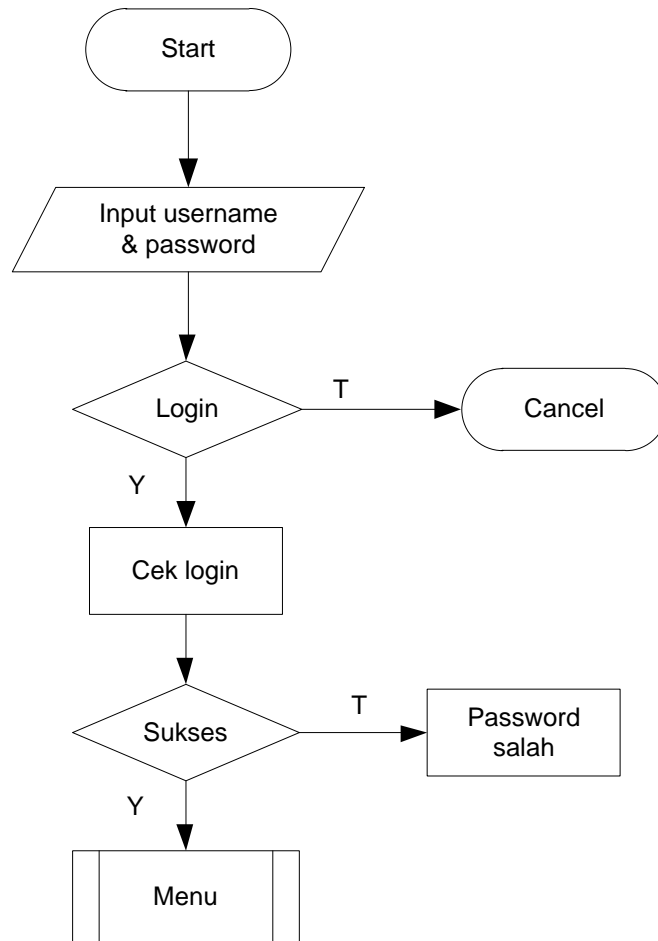 Start
Input username
& password
Login
T
Cancel
Y
Cek login
Sukses
T
Password
salah
Y
Menu